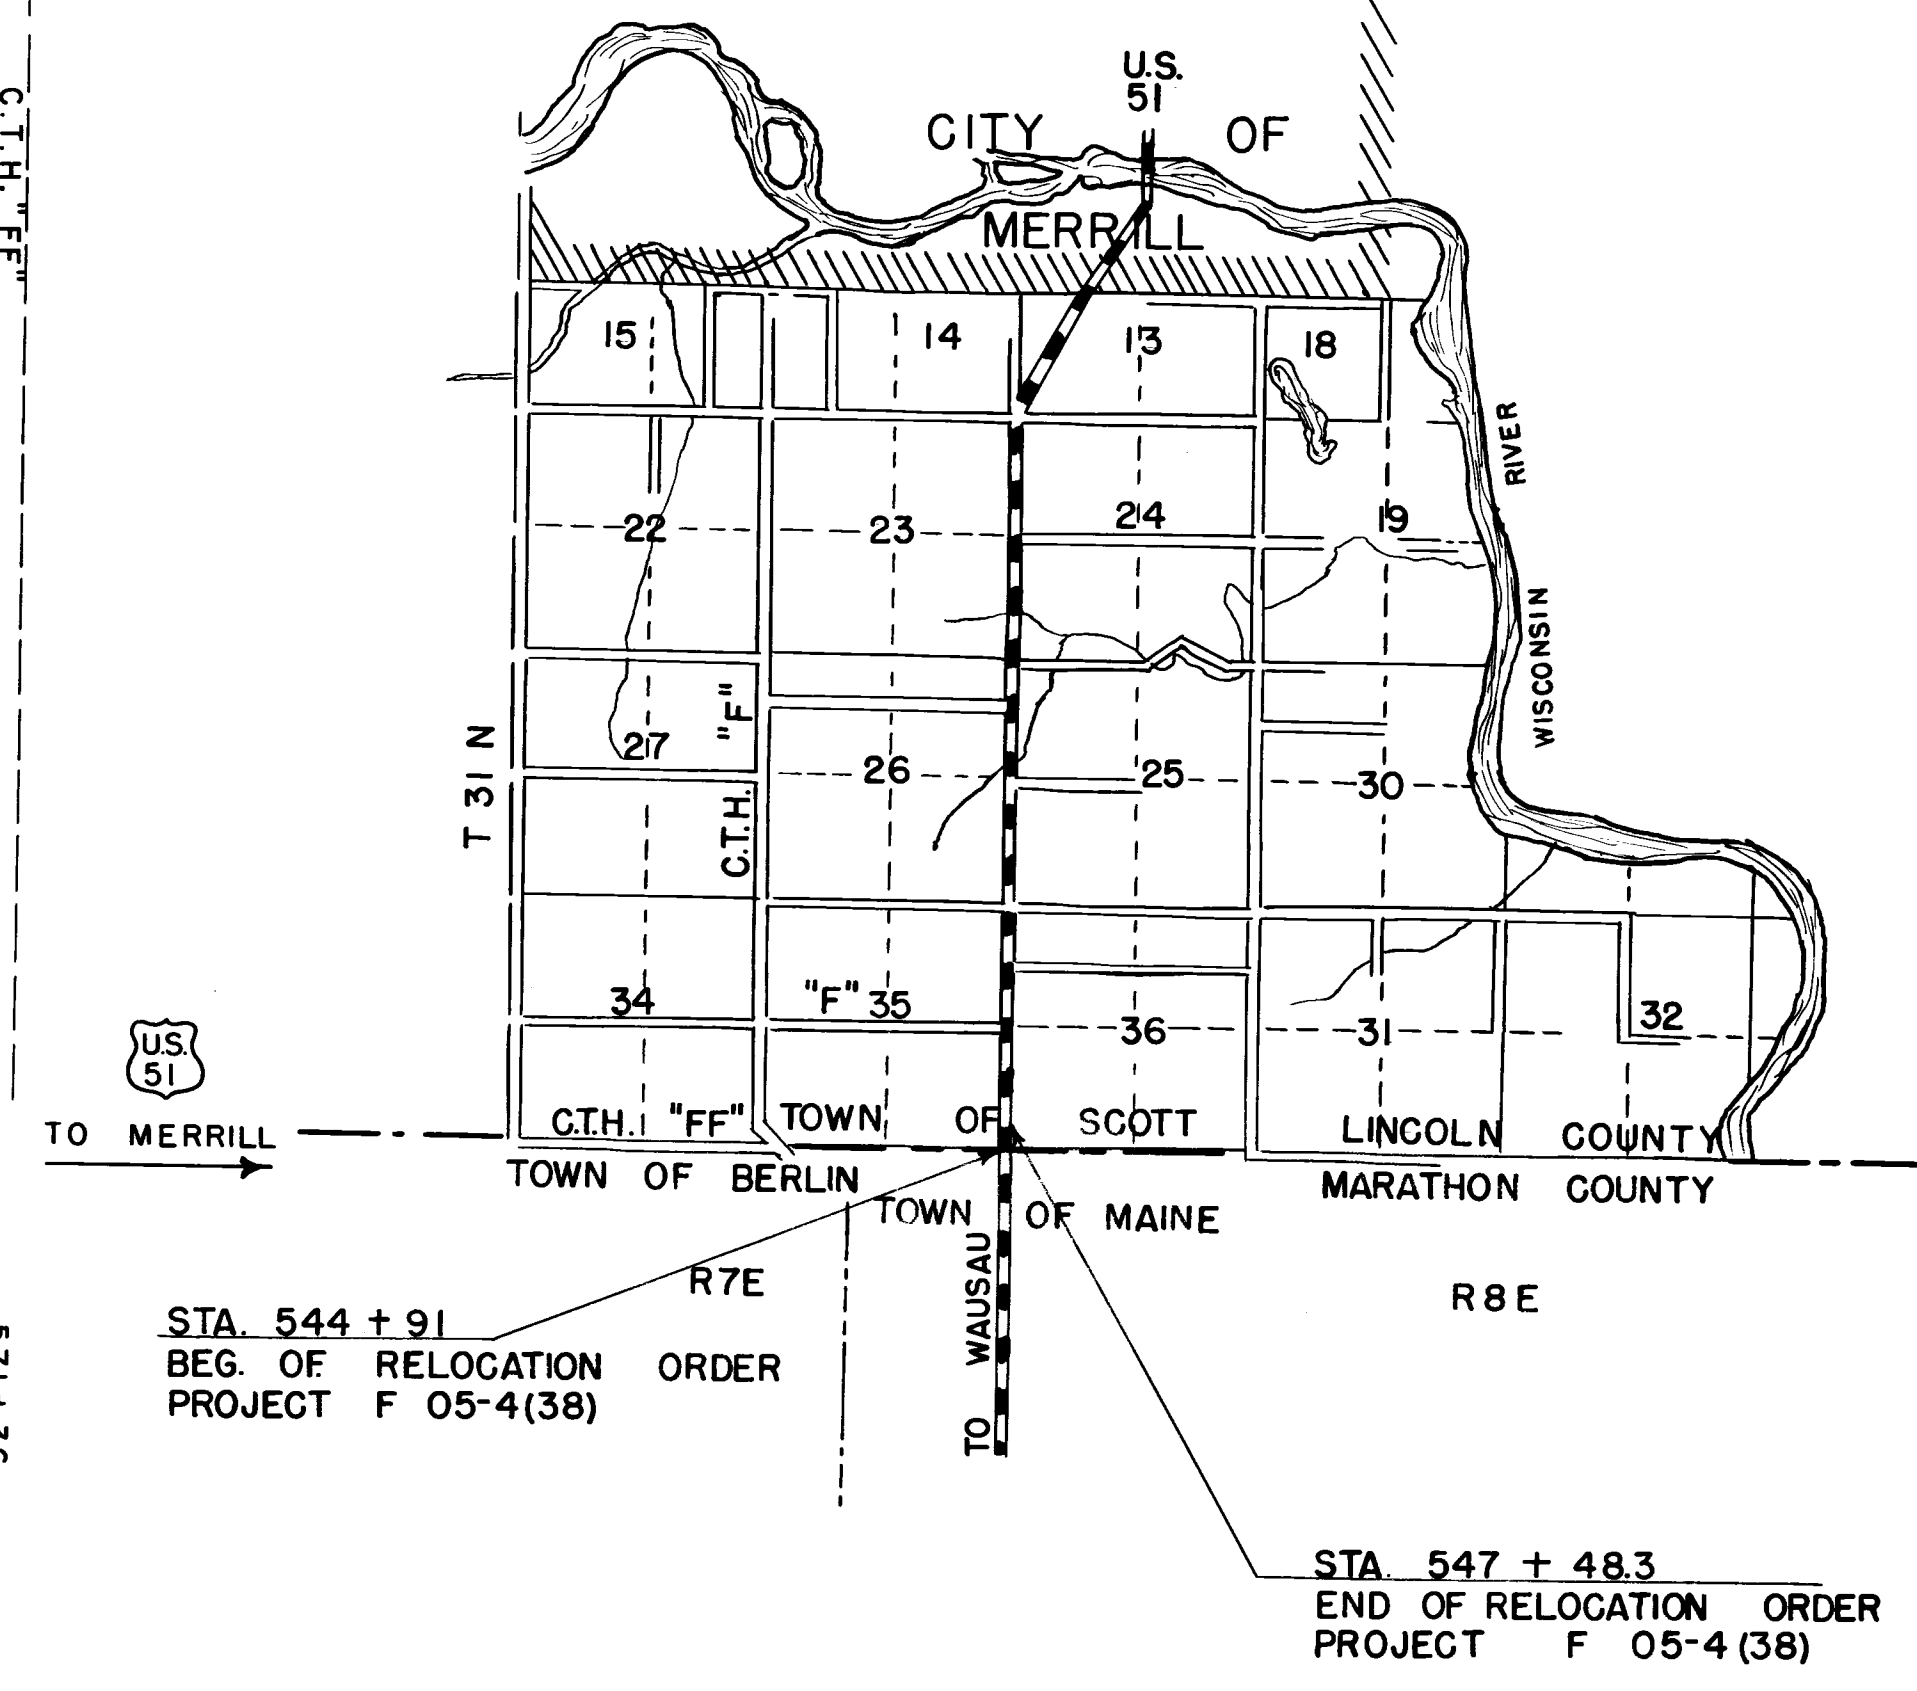 U.S.
51
CITY OF
MERRILL
C.T.H. "FF"
15 14 13 18
RIVER
22 23 24 19
WISCONSIN
T 31 N
"F"
C.T.H.
27 26 25 30
34 "F" 35 36 31 32
U.S.
51
TO MERRILL
C.T.H. "FF" TOWN OF SCOTT LINCOLN COUNTY
TOWN OF BERLIN MARATHON COUNTY
TOWN OF MAINE
TO WAUSAU
R7E R8E
STA. 544 + 91
BEG. OF RELOCATION ORDER
PROJECT F 05-4(38)
STA. 547 + 48.3
END OF RELOCATION ORDER
PROJECT F 05-4(38)